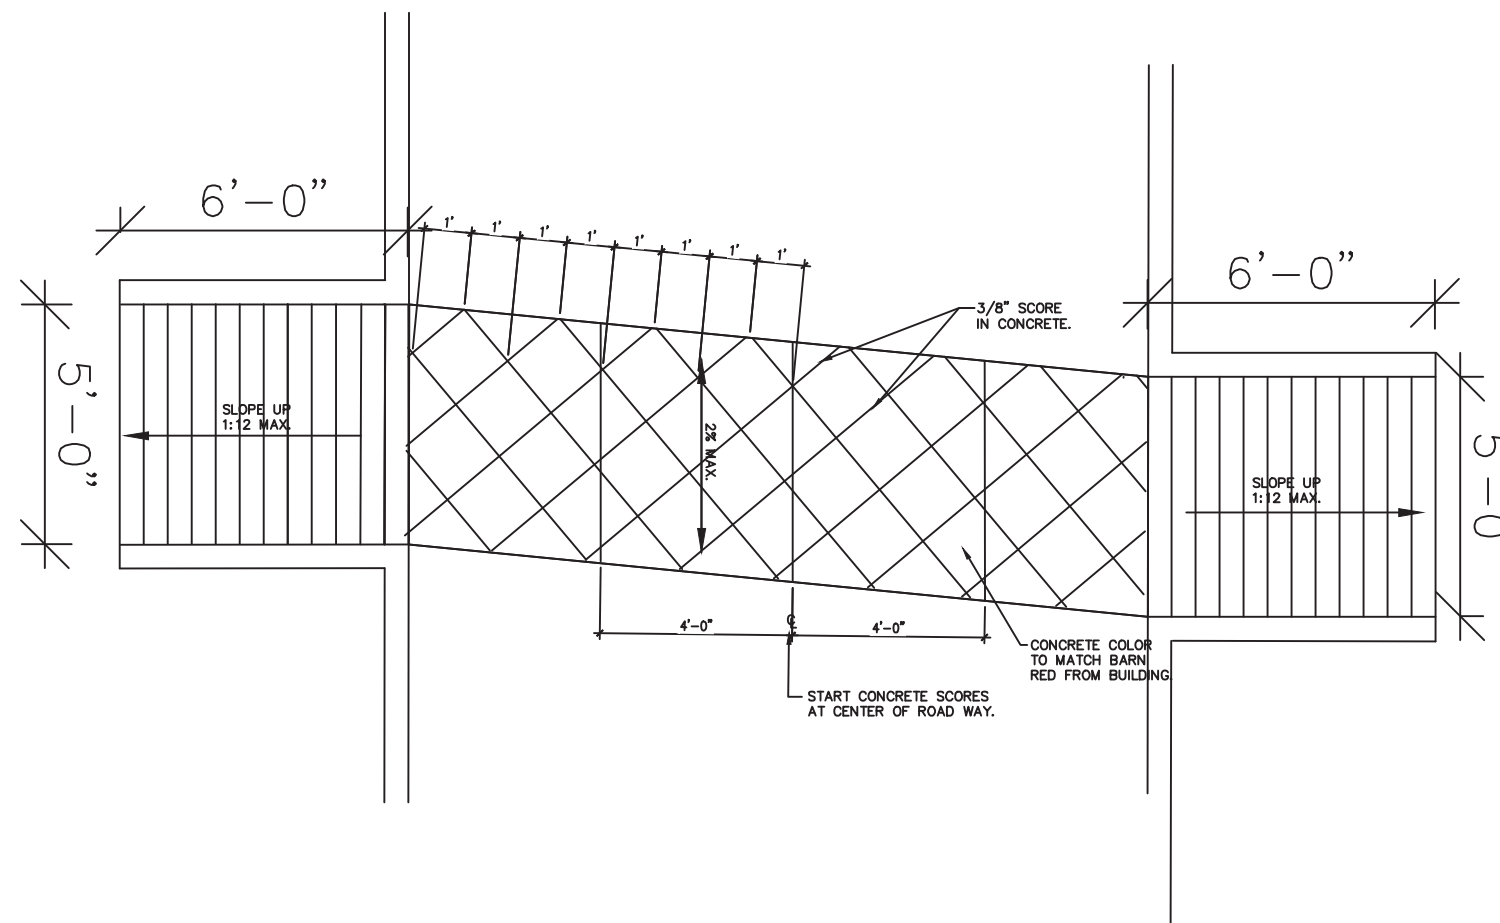 6'-0"
1'
1'
1'
1'
1'
1'
1'
1'
6'-0"
3/8" SCORE
IN CONCRETE.
5'-0"
SLOPE UP
1:12 MAX.
2% MAX.
SLOPE UP
1:12 MAX.
5'-0
4'-0"
℄
4'-0"
CONCRETE COLOR
TO MATCH BARN
RED FROM BUILDING.
START CONCRETE SCORES
AT CENTER OF ROAD WAY.